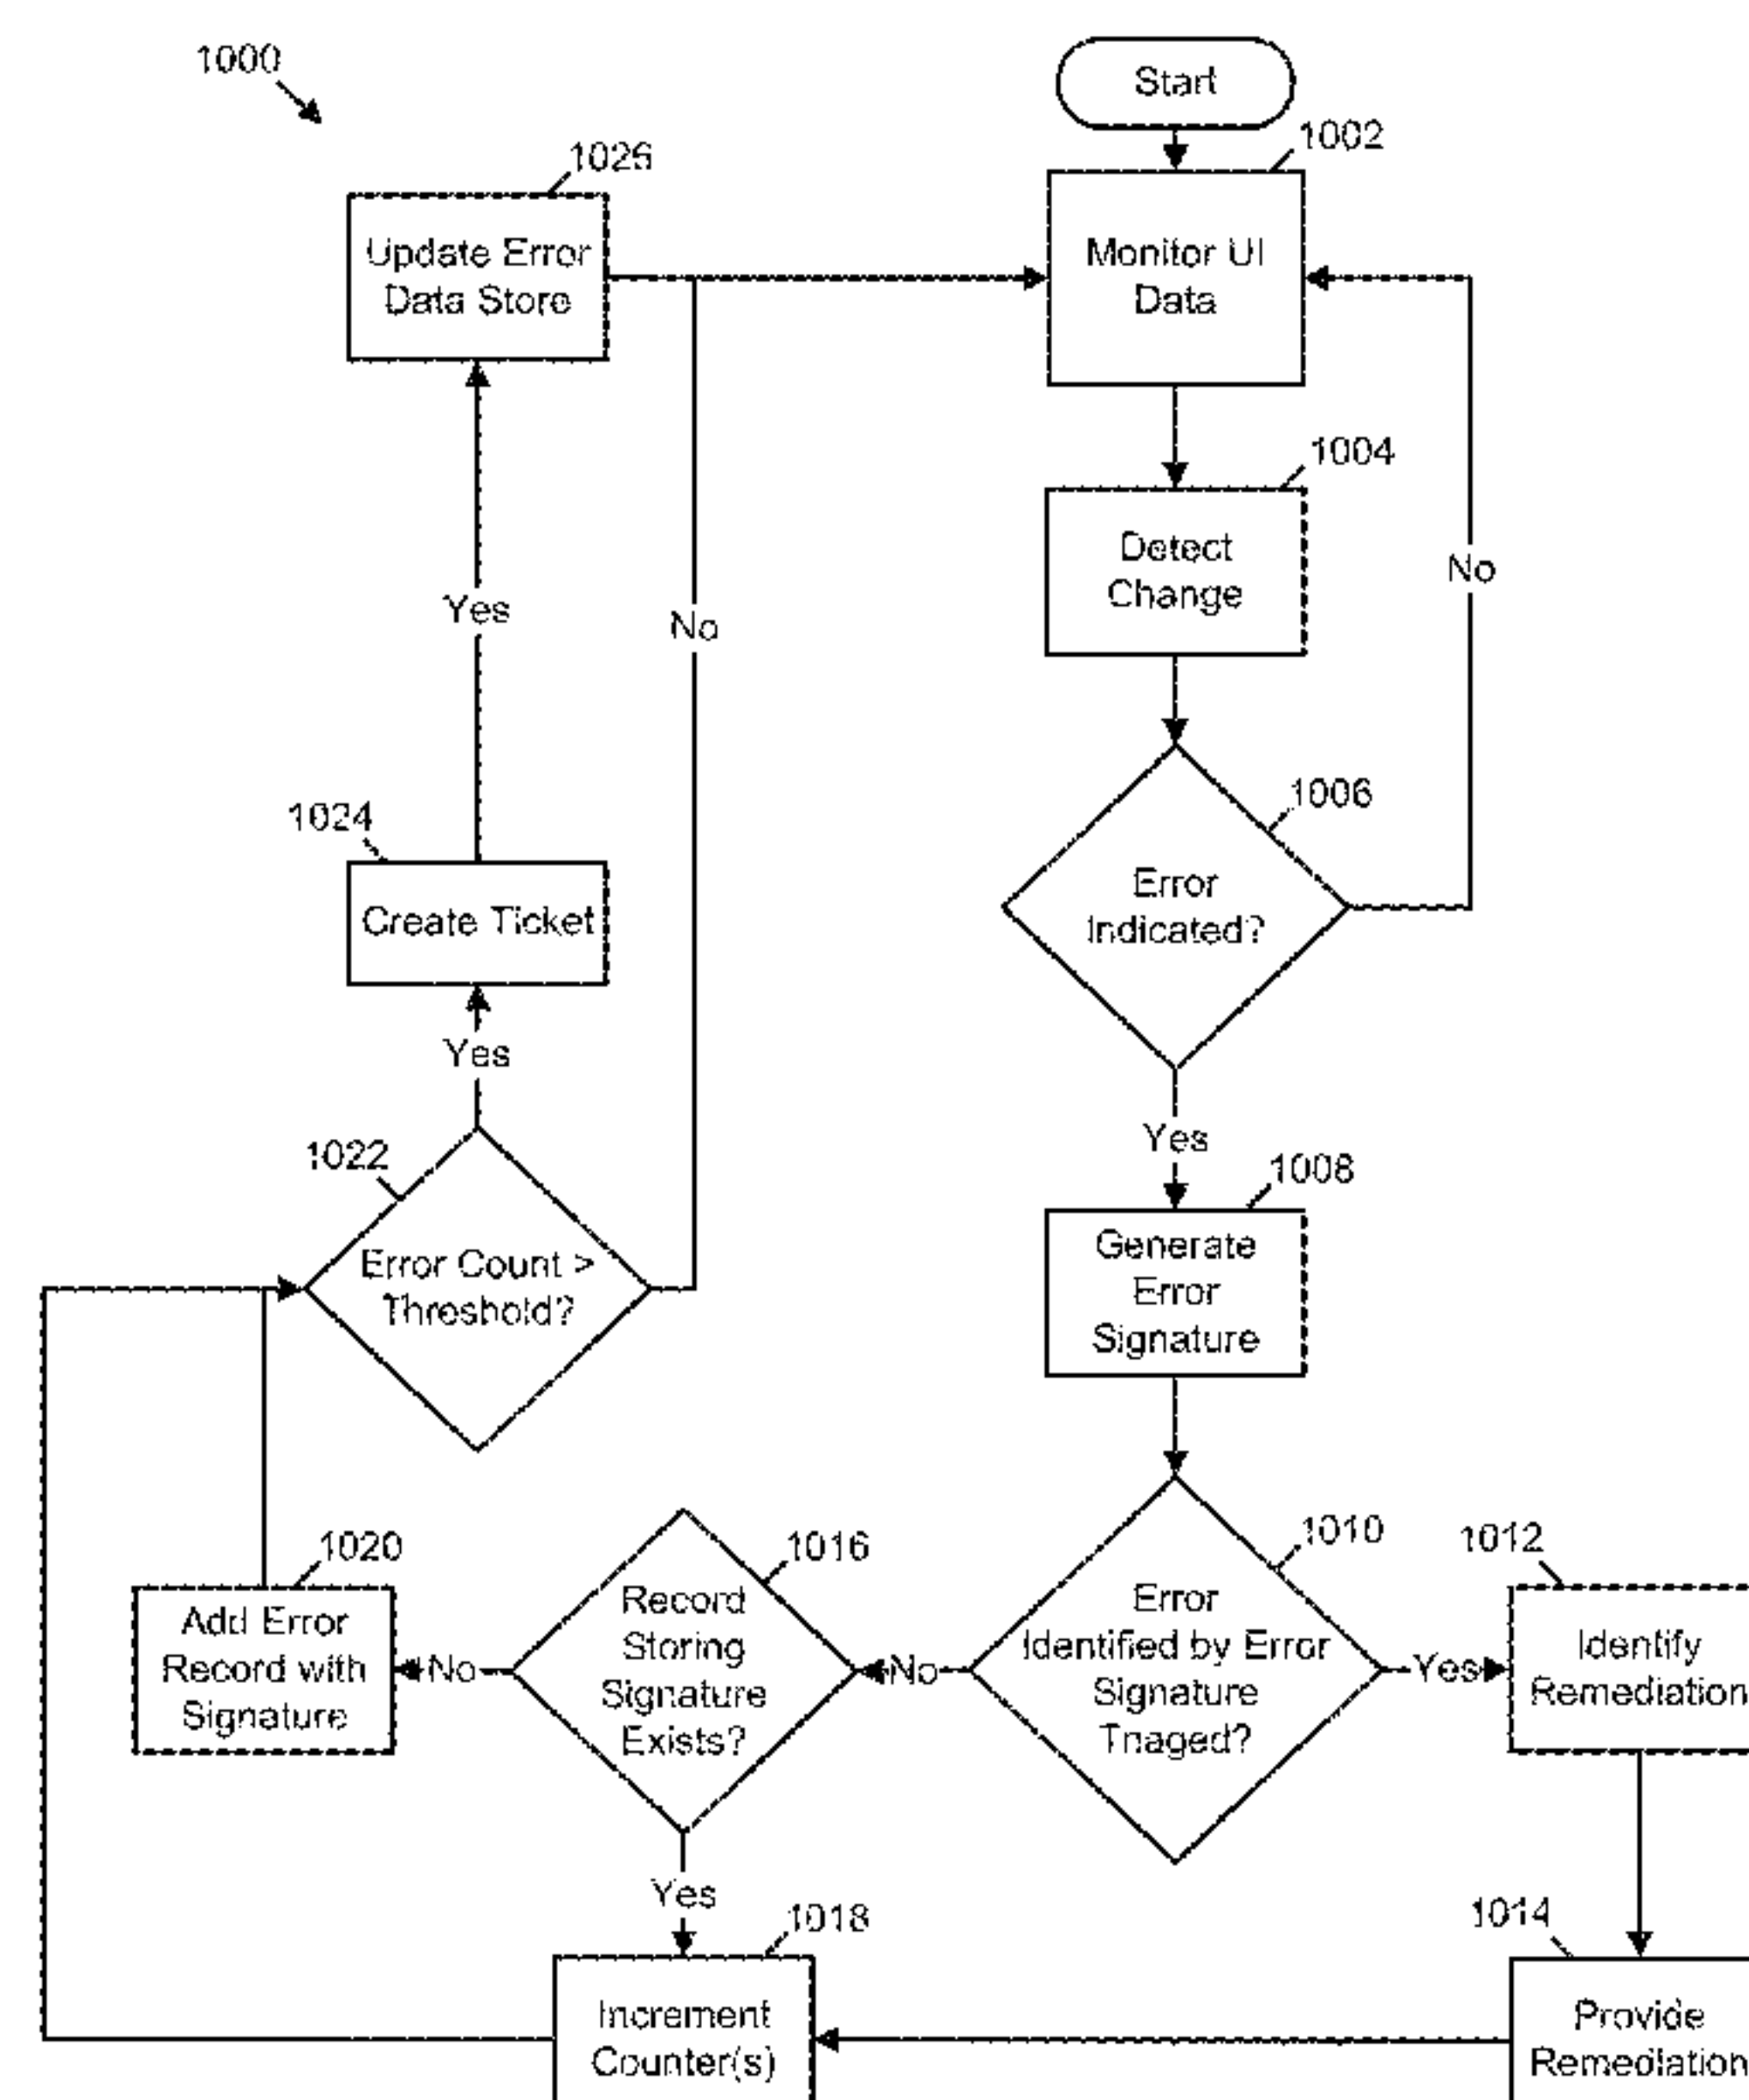 1000
Start
1002
Monitor UI
Data
1026
Update Error
Data Store
1004
Detect
Change
No
Yes
No
1006
Error
Indicated?
1024
Create Ticket
Yes
Yes
1008
Generate
Error
Signature
1022
Error Count >
Threshold?
1010
Error
Identified by Error
Signature
Triaged?
Yes
1012
Identify
Remediation
No
1016
Record
Storing
Signature
Exists?
No
1020
Add Error
Record with
Signature
Yes
1018
Increment
Counter(s)
1014
Provide
Remediation